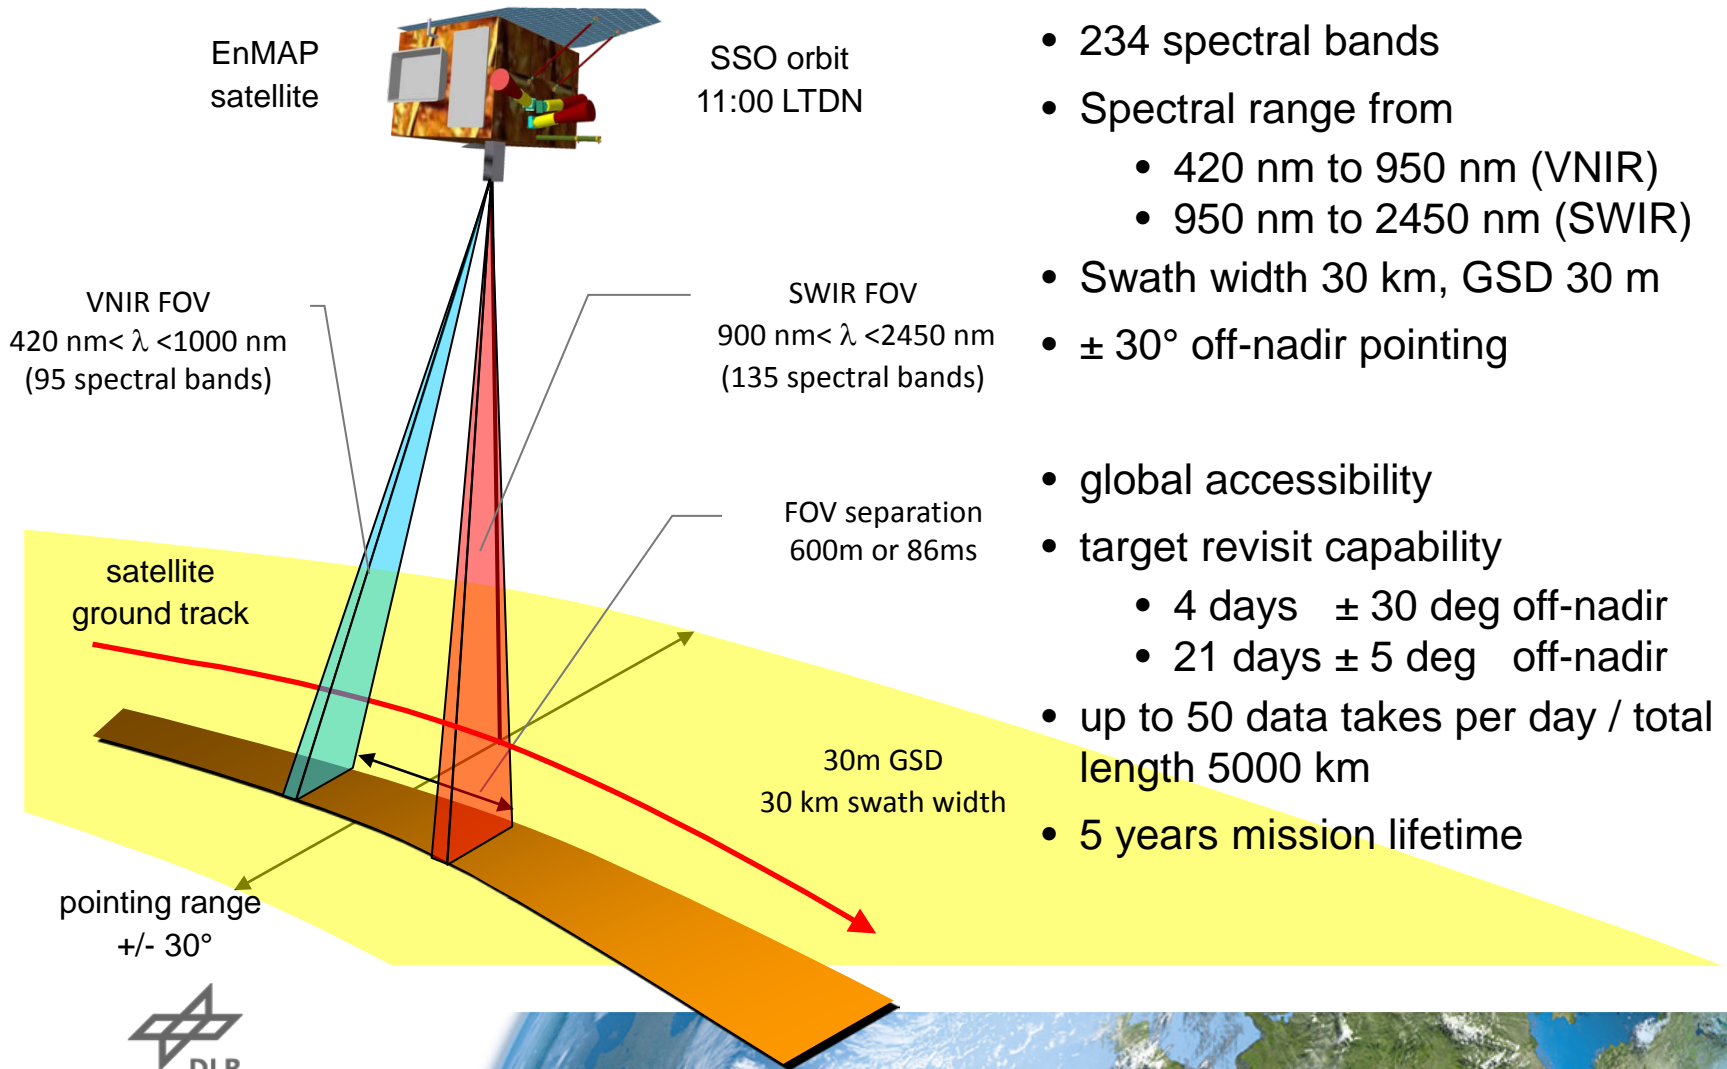 EnMAP
satellite
SSO orbit
11:00 LTDN
VNIR FOV
420 nm< λ <1000 nm
(95 spectral bands)
SWIR FOV
900 nm< λ <2450 nm
(135 spectral bands)
FOV separation
600m or 86ms
satellite
ground track
30m GSD
30 km swath width
pointing range
+/- 30°
• 234 spectral bands
• Spectral range from
• 420 nm to 950 nm (VNIR)
• 950 nm to 2450 nm (SWIR)
• Swath width 30 km, GSD 30 m
• ± 30° off-nadir pointing
• global accessibility
• target revisit capability
• 4 days ± 30 deg off-nadir
• 21 days ± 5 deg off-nadir
• up to 50 data takes per day / total
length 5000 km
• 5 years mission lifetime
DLR